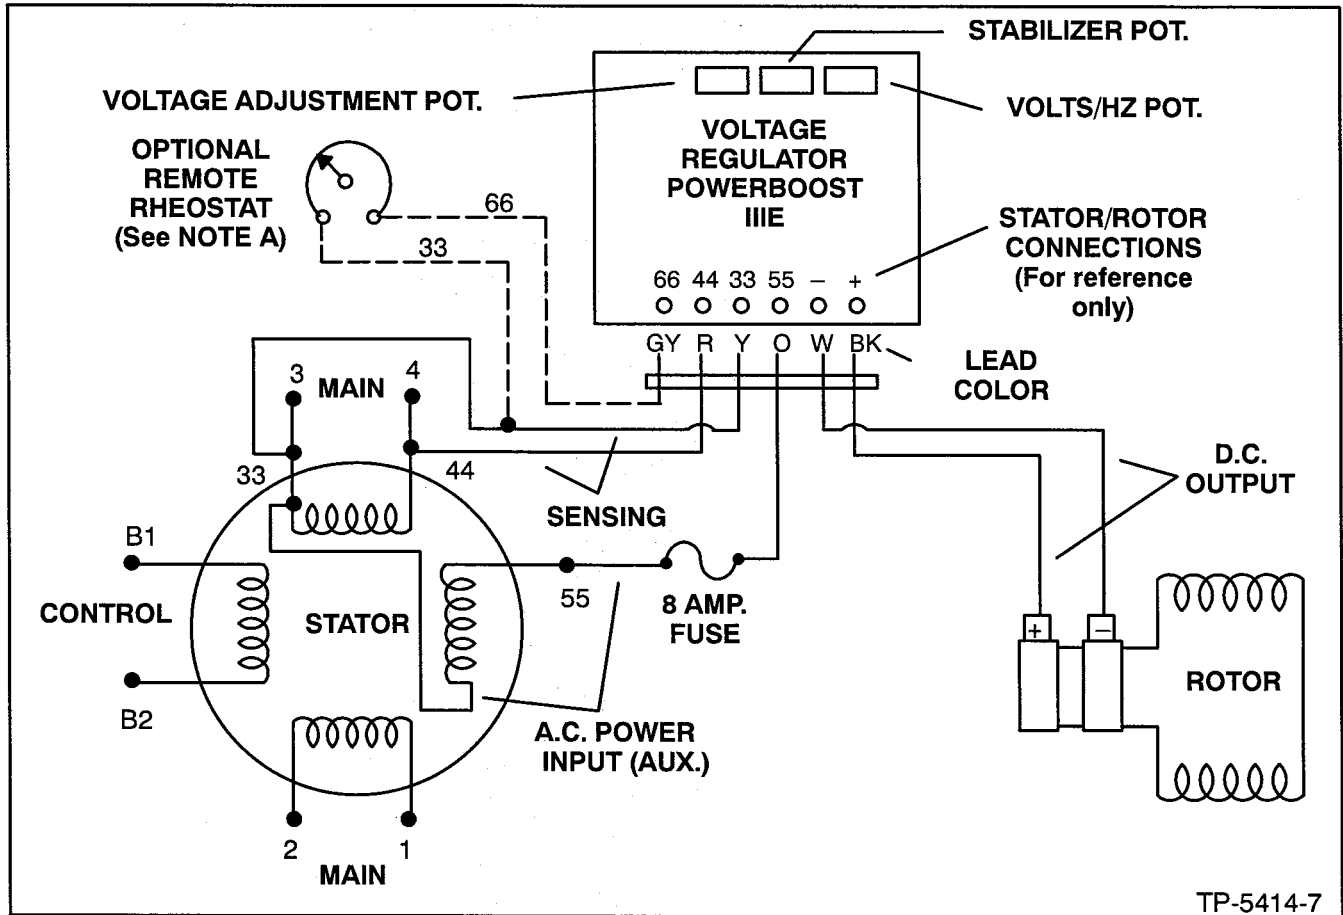 STABILIZER POT.
VOLTAGE ADJUSTMENT POT.
VOLTS/HZ POT.
VOLTAGE
REGULATOR
POWERBOOST
IIIE
OPTIONAL
REMOTE
RHEOSTAT
(See NOTE A)
66
33
STATOR/ROTOR
CONNECTIONS
(For reference
only)
66 44 33 55 – +
GY R Y O W BK
LEAD
COLOR
3 MAIN 4
33
44
SENSING
D.C.
OUTPUT
B1
CONTROL
B2
STATOR
55
8 AMP.
FUSE
A.C. POWER
INPUT (AUX.)
+ –
ROTOR
2 1
MAIN
TP-5414-7